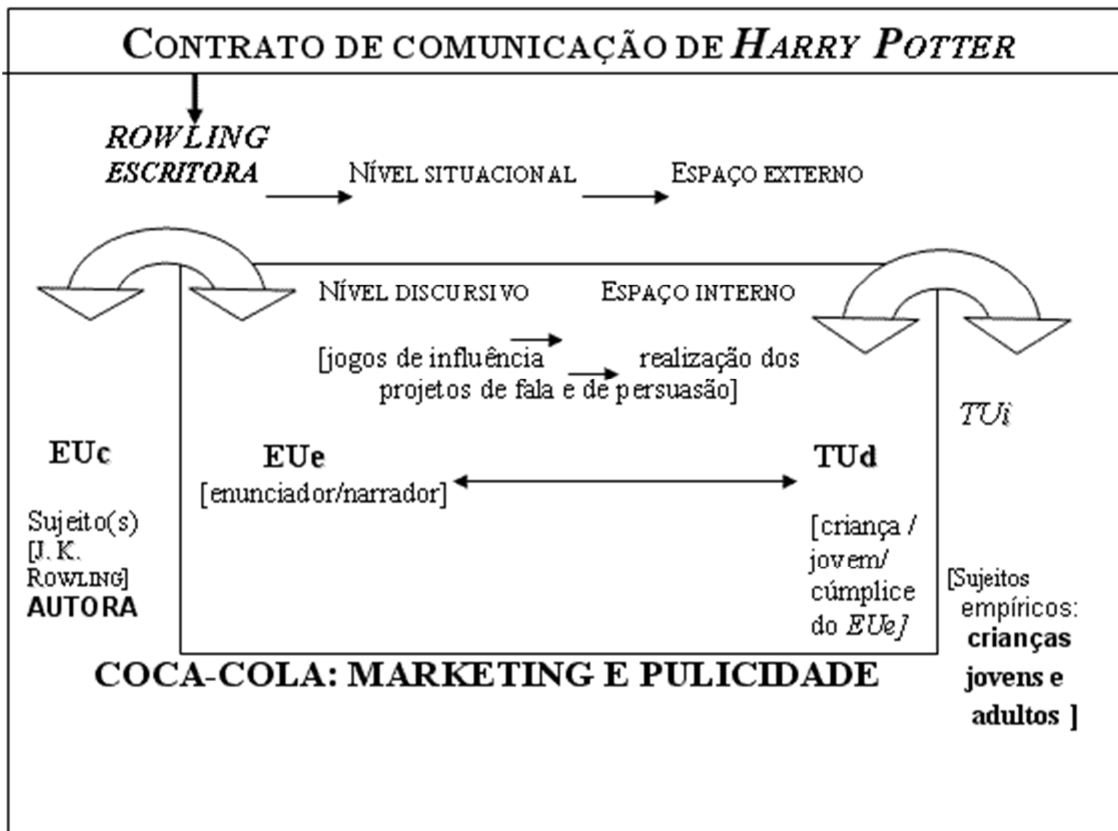 CONTRATO DE COMUNICAÇÃO DE HARRY POTTER
ROWLING
ESCRITORA
NÍVEL SITUACIONAL
ESPAÇO EXTERNO
NÍVEL DISCURSIVO
ESPAÇO INTERNO
[jogos de influência
realização dos
projetos de fala e de persuasão]
EUc
EUe
TUd
TUi
[enunciador/narrador]
Sujeito(s)
[J. K.
ROWLING]
AUTORA
[criança /
jovem/
cúmplice
do EUe]
[Sujeitos
empíricos:
crianças
jovens e
adultos ]
COCA-COLA: MARKETING E PULICIDADE